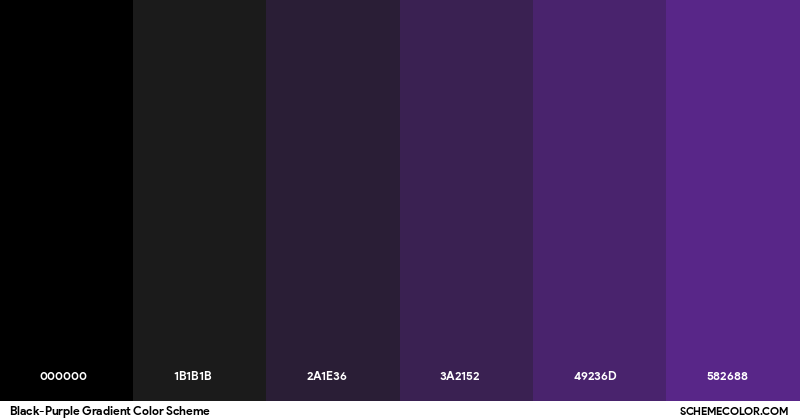 000000
1B1B1B
2A1E36
3A2152
49236D
582688
Black-Purple Gradient Color Scheme
SCHEMECOLOR.COM